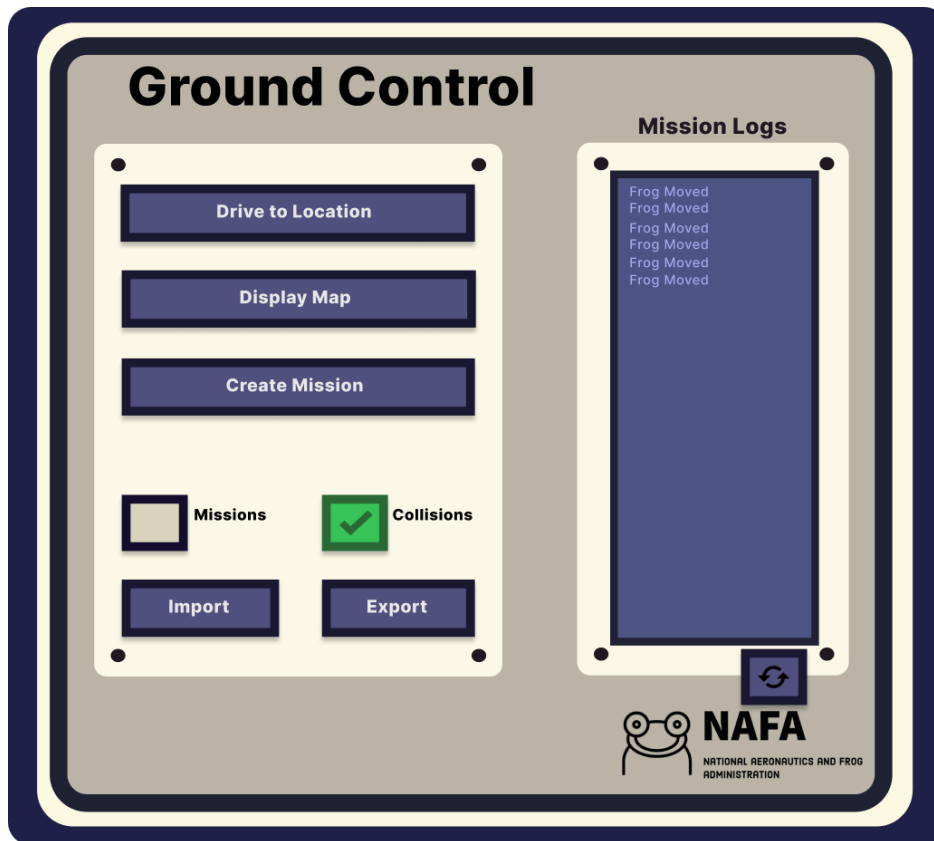 Ground Control
Drive to Location
Display Map
Create Mission
Missions
Collisions
Import
Export
Mission Logs
Frog Moved
Frog Moved
Frog Moved
Frog Moved
Frog Moved
Frog Moved
NAFA
NATIONAL AERONAUTICS AND FROG
ADMINISTRATION